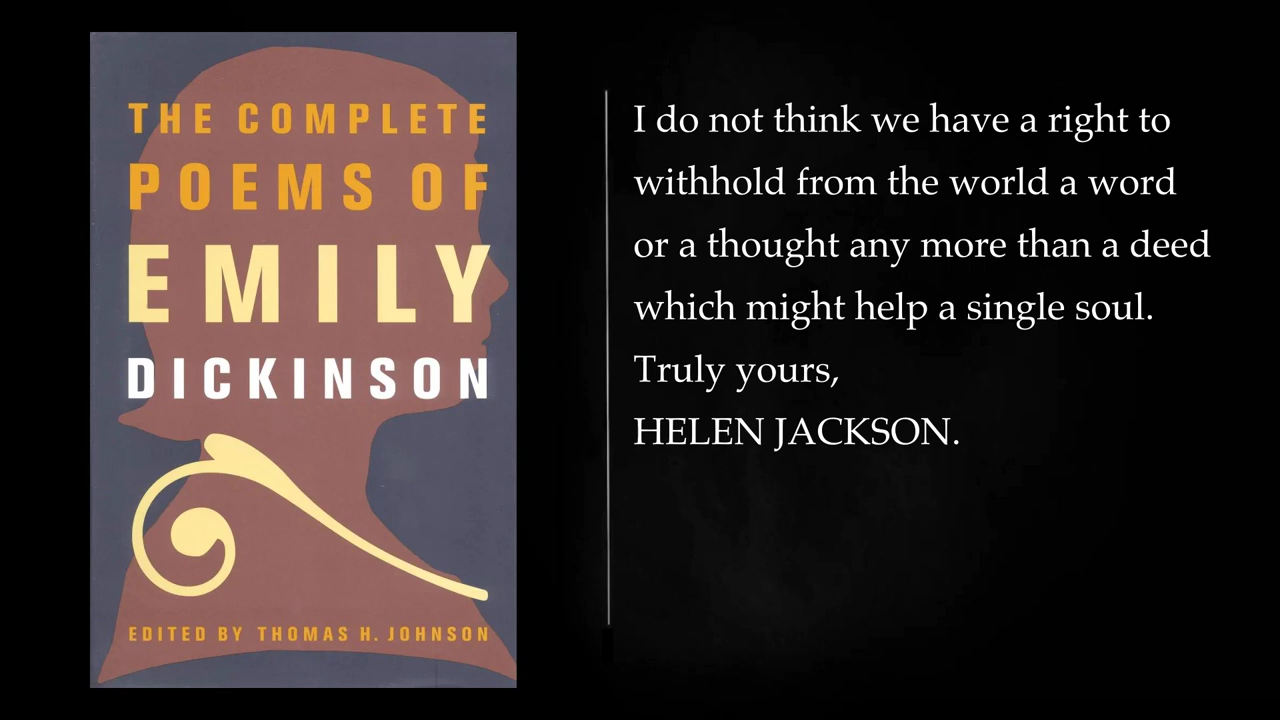 THE COMPLETE
POEMS OF
EMILY
DICKINSON
EDITED BY THOMAS H. JOHNSON
I do not think we have a right to
withhold from the world a word
or a thought any more than a deed
which might help a single soul.
Truly yours,
HELEN JACKSON.